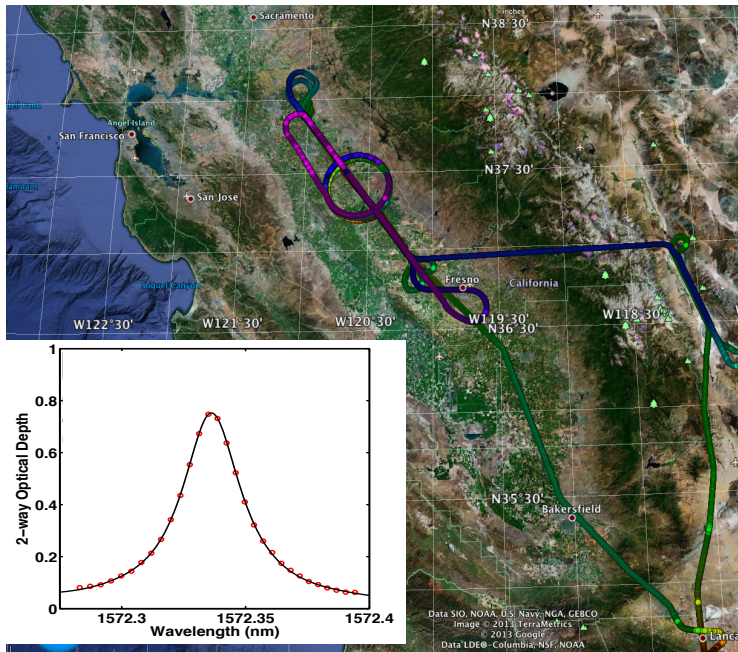 Sacramento
inches
N38°30'
Angel Island
San Francisco
N37°30'
San Jose
Fresno
California
W122°30'
W121°30'
W120°30'
W119°30'
W118°30'
N36°30'
N35°30'
Bakersfield
Data SIO, NOAA, U.S. Navy, NGA, GEBCO
Image © 2013 TerraMetrics
© 2013 Google
Data LDEO-Columbia, NSF, NOAA
Lanca
1
0.8
0.6
0.4
0.2
0
2-way Optical Depth
1572.3
1572.35
1572.4
Wavelength (nm)